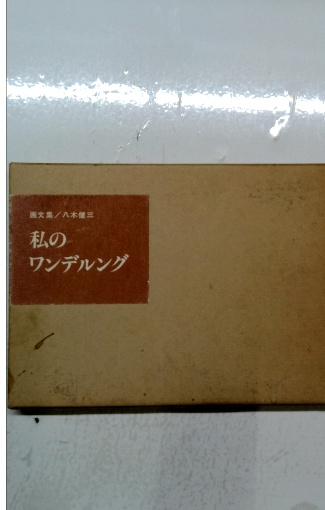 画文集／八木健三
私の
ワンデルング